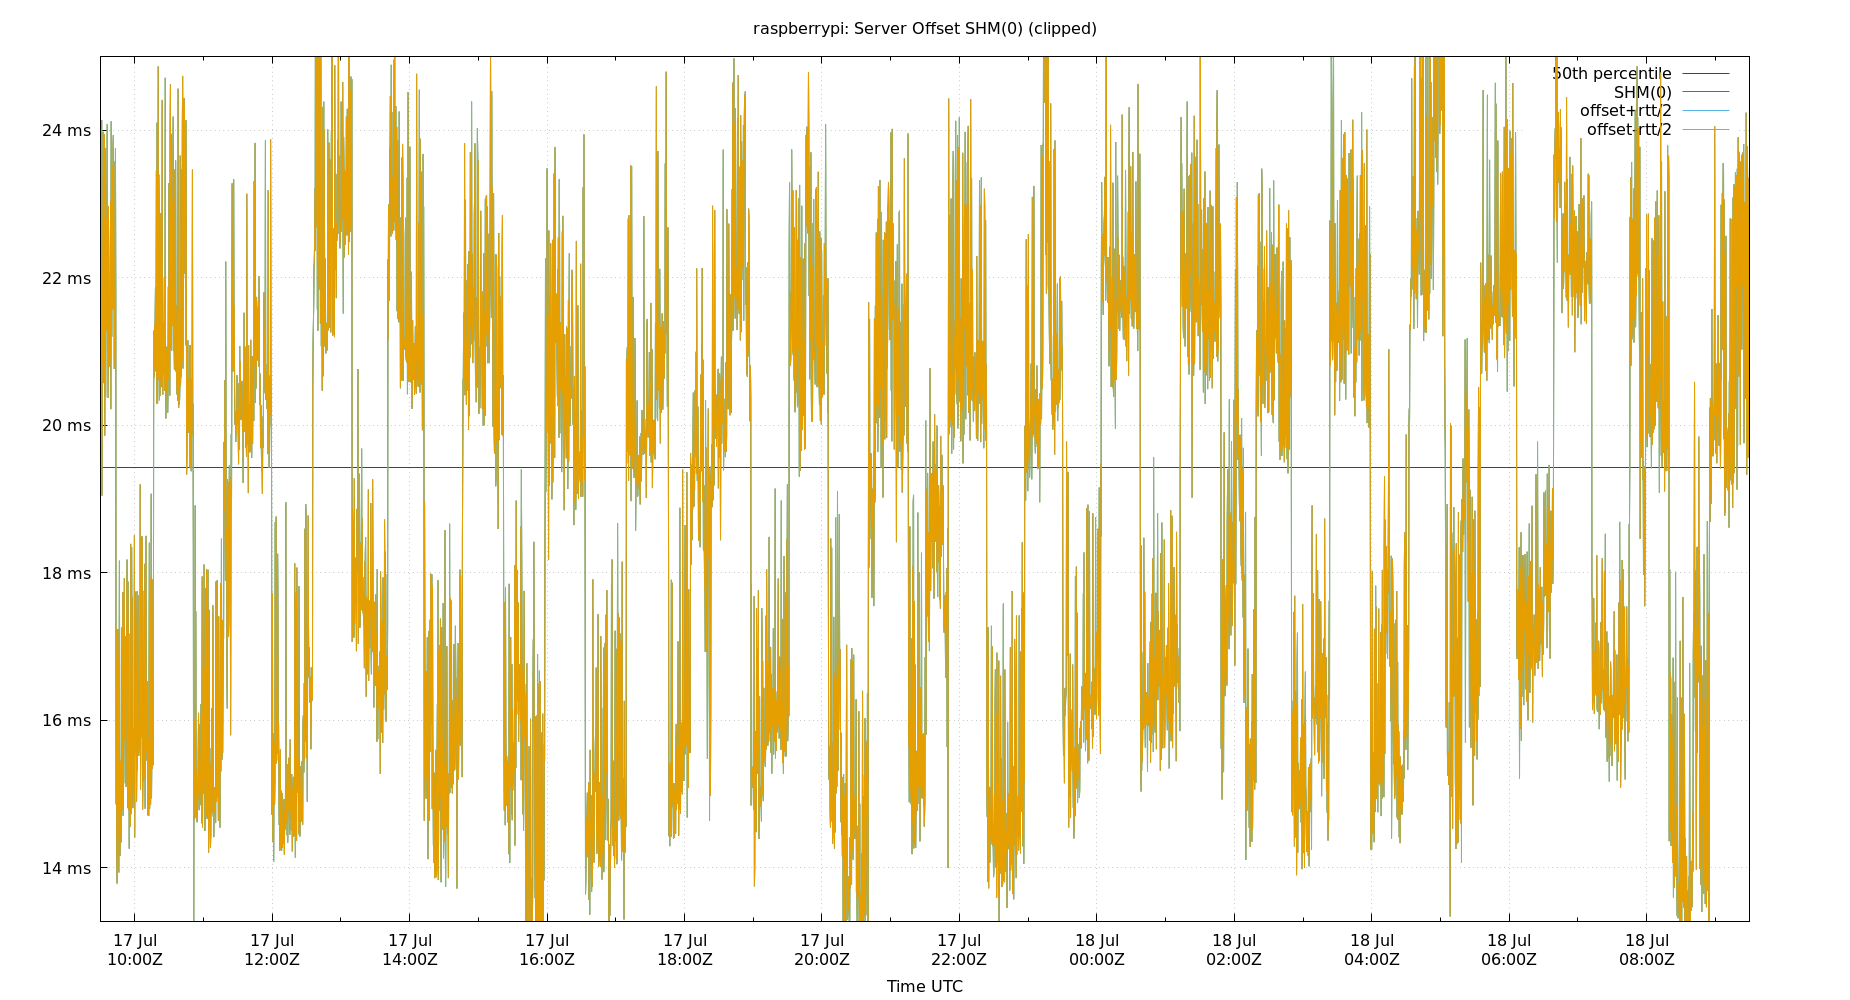 raspberrypi: Server Offset SHM(0) (clipped)
50th percentile
SHM(0)
offset+rtt/2
offset-rtt/2
24 ms
22 ms
20 ms
18 ms
16 ms
14 ms
17 Jul 17 Jul 17 Jul 17 Jul 17 Jul 17 Jul 17 Jul 18 Jul 18 Jul 18 Jul 18 Jul 18 Jul
10:00Z 12:00Z 14:00Z 16:00Z 18:00Z 20:00Z 22:00Z 00:00Z 02:00Z 04:00Z 06:00Z 08:00Z
Time UTC